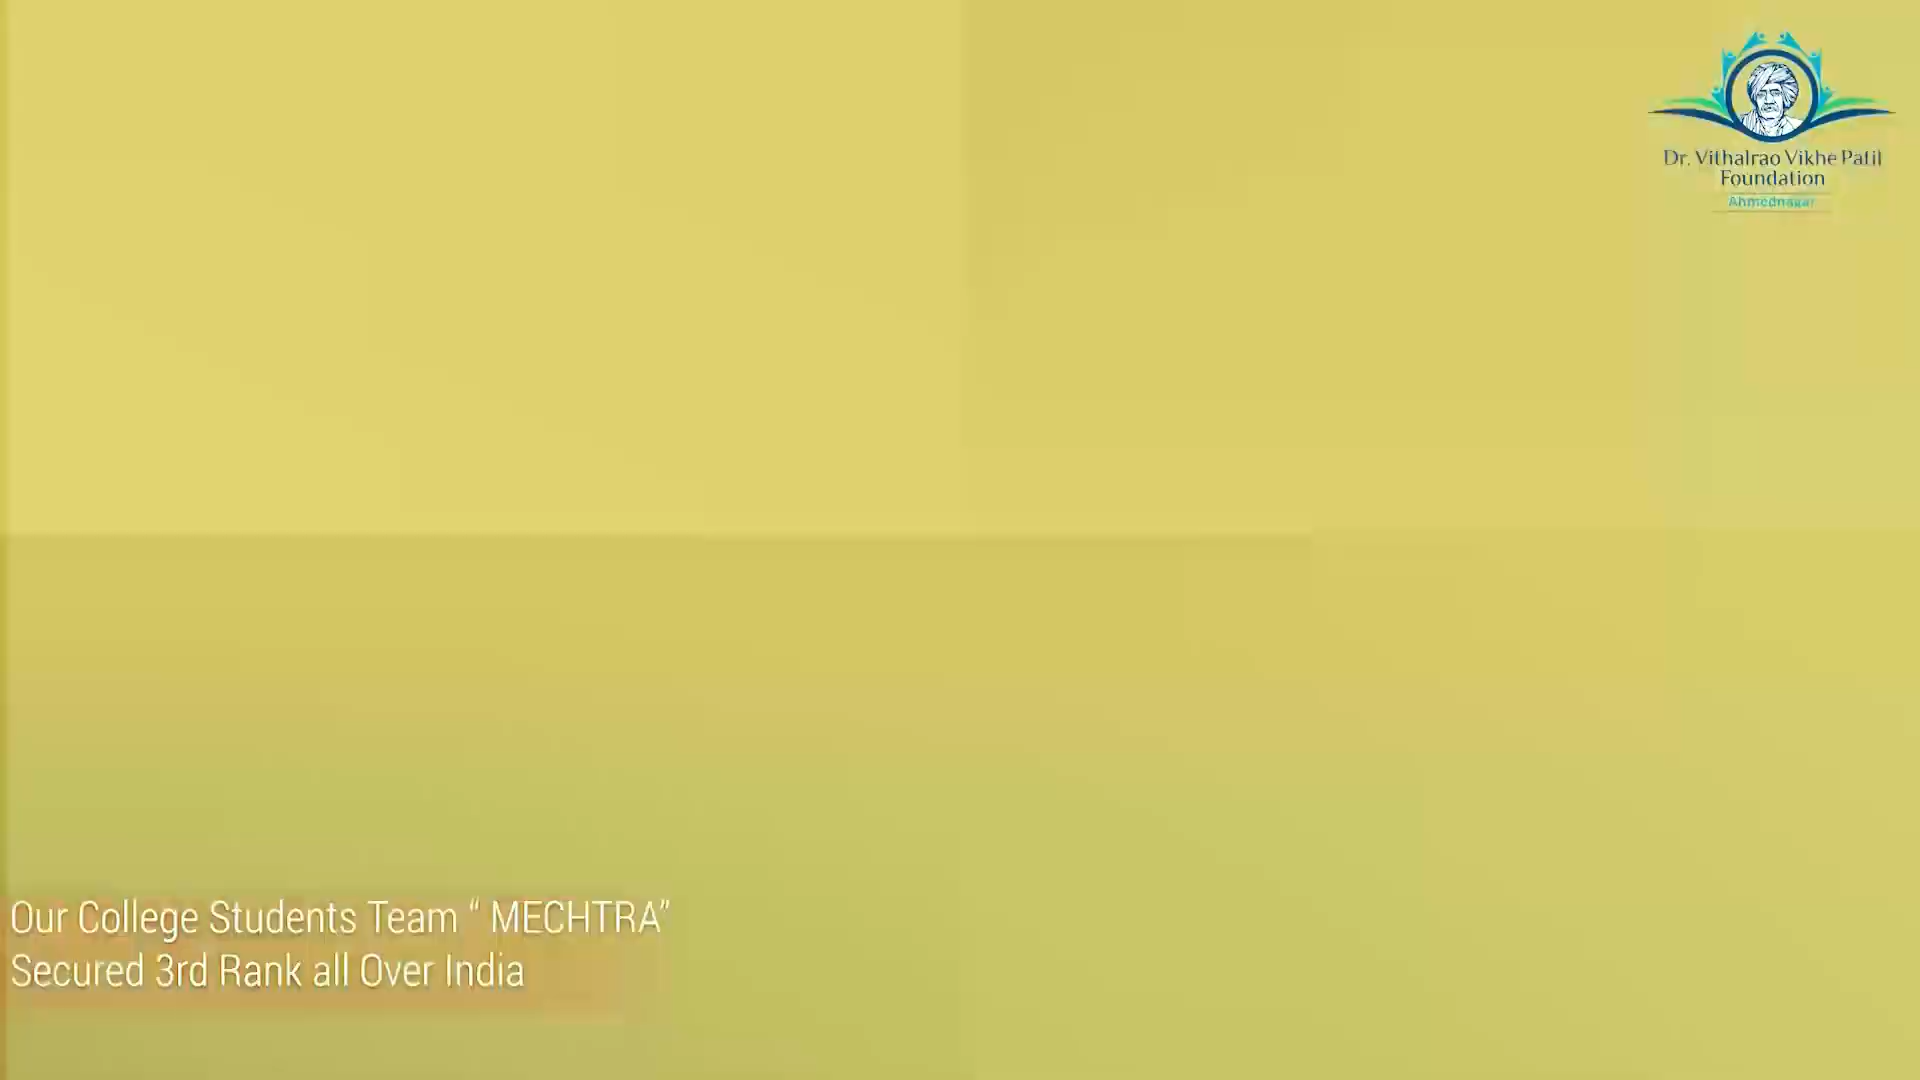 Dr. Vithalrao Vikhe Patil
Foundation
Ahmednagar
Our College Students Team “ MECHTRA”
Secured 3rd Rank all Over India